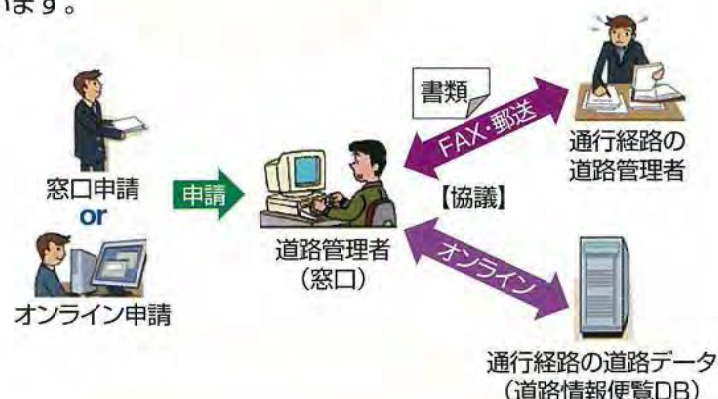 います。
窓口申請
or
オンライン申請
申請
道路管理者
(窓口)
書類
FAX・郵送
【協議】
オンライン
通行経路の
道路管理者
通行経路の道路データ
(道路情報便覧DB)